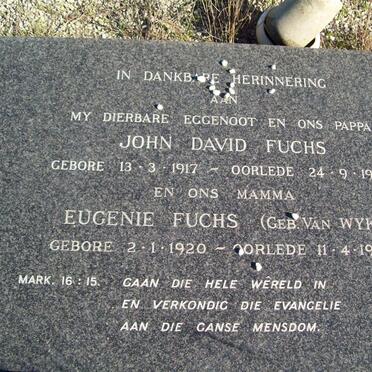 IN DANKBARE HERINNERING
AAN
MY DIERBARE EGGENOOT EN ONS PAPPA
JOHN DAVID FUCHS
GEBORE 13-3-1917 - OORLEDE 24-9-19
EN ONS MAMMA
EUGENIE FUCHS (GEB. VAN WYK
GEBORE 2-1-1920 - OORLEDE 11-4-19
MARK. 16:15. GAAN DIE HELE WÊRELD IN
EN VERKONDIG DIE EVANGELIE
AAN DIE GANSE MENSDOM.